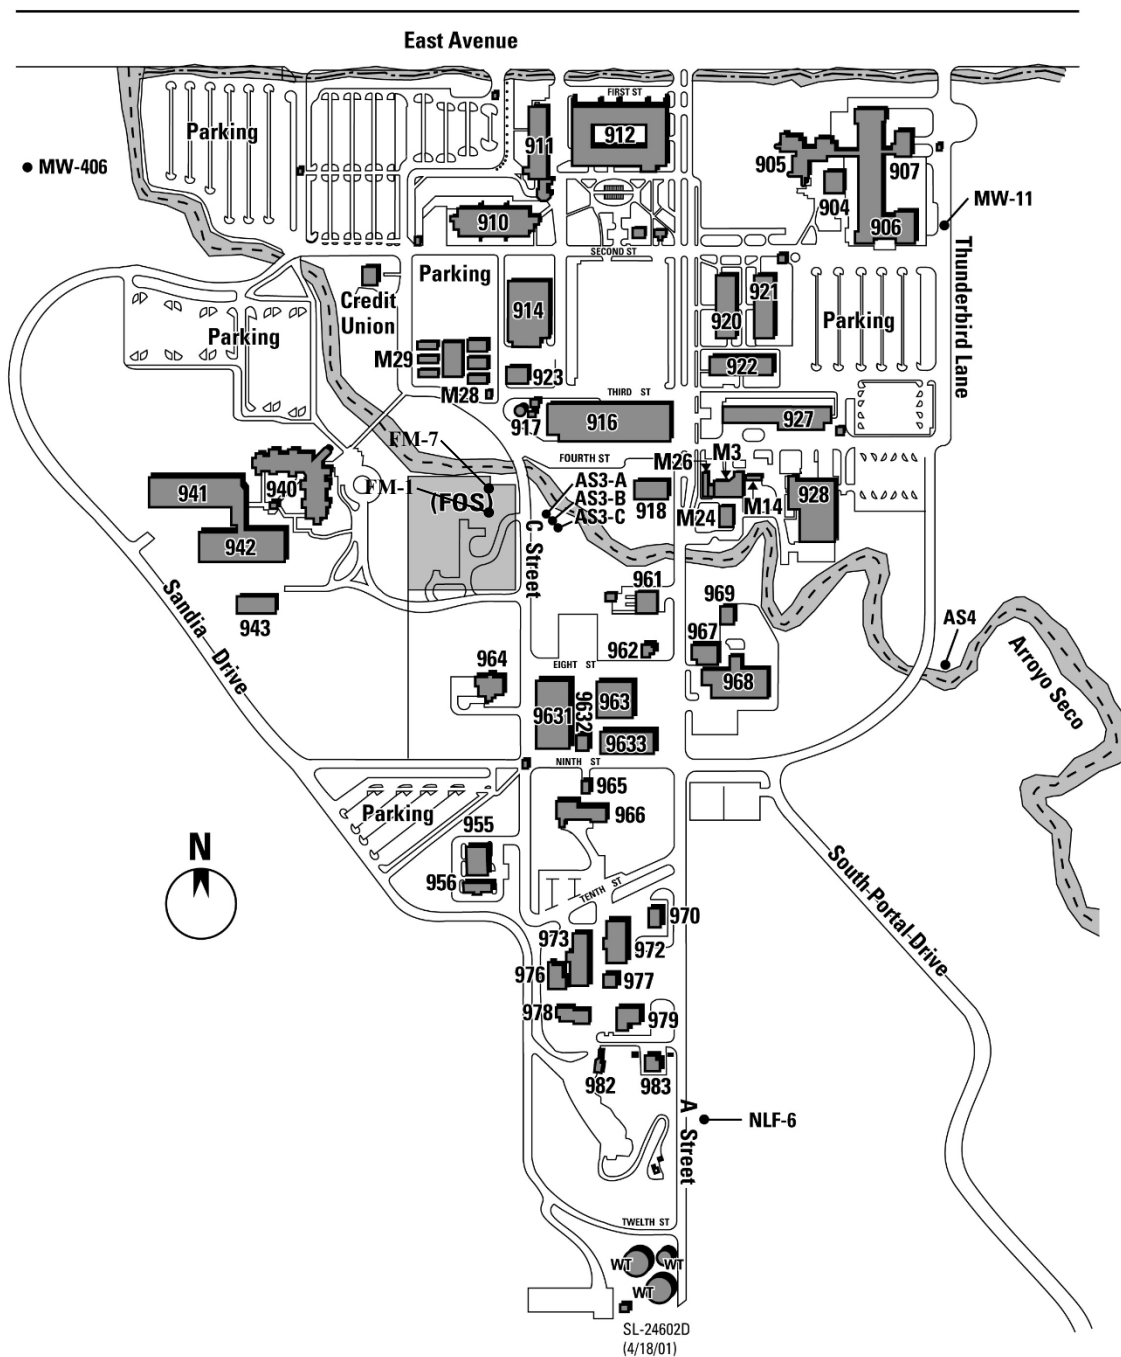 East Avenue
FIRST ST
Parking
911
912
905
907
MW-406
904
MW-11
910
906
SECOND ST
Parking
Thunderbird Lane
Credit
Union
914
920
921
Parking
Parking
M29
922
923
M28
THIRD ST
917
916
927
FM-7
FOURTH ST
M26
M3
941
940
FM-1
(FOS)
AS3-A
AS3-B
AS3-C
918
M24
M14
928
942
C Street
961
943
Sandia Drive
969
AS4
962
967
Arroyo Seco
964
EIGHT ST
968
9631
9632
963
9633
NINTH ST
965
Parking
966
955
N
956
TENTH ST
South Portal Drive
970
973
972
976
977
978
979
982
983
A Street
NLF-6
TWELTH ST
WT
WT
WT
SL-24602D
(4/18/01)